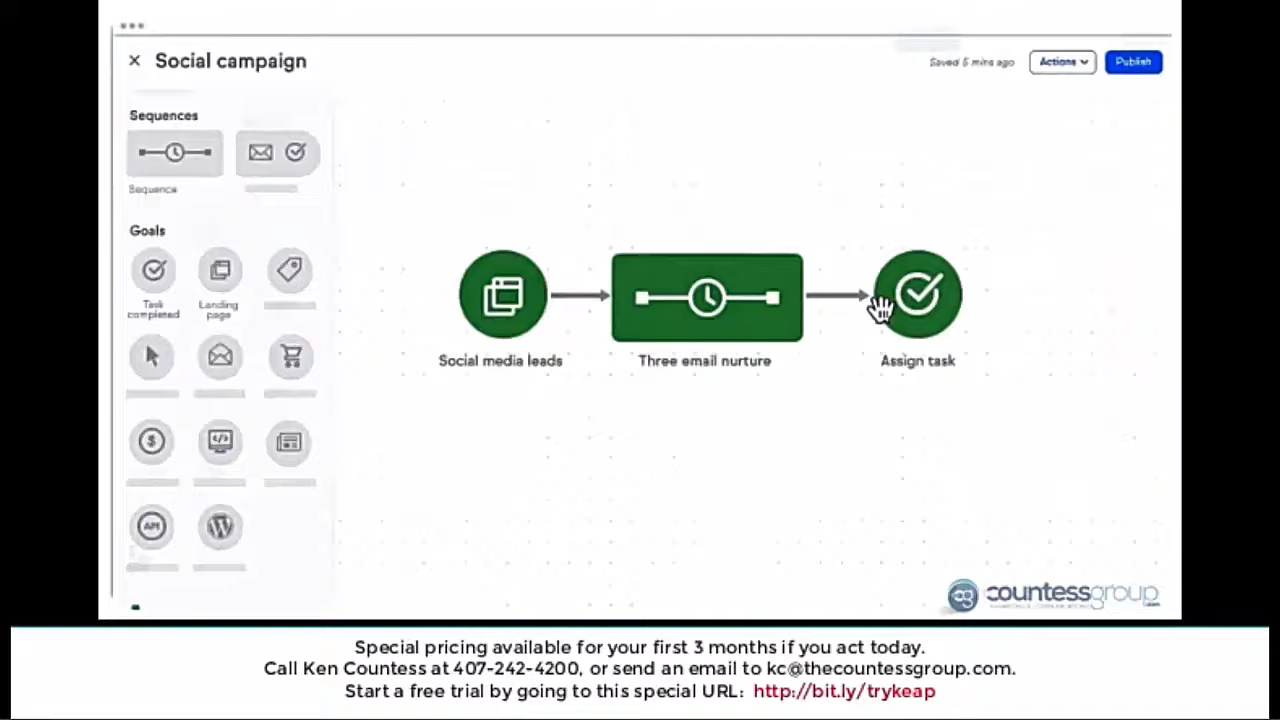 Social campaign
Saved 5 mins ago
Actions
Publish
Sequences
Sequence
Goals
Task completed
Landing page
API
Social media leads
Three email nurture
Assign task
cg countessgroup
.com
Special pricing available for your first 3 months if you act today.
Call Ken Countess at 407-242-4200, or send an email to kc@thecountessgroup.com.
Start a free trial by going to this special URL: http://bit.ly/trykeap